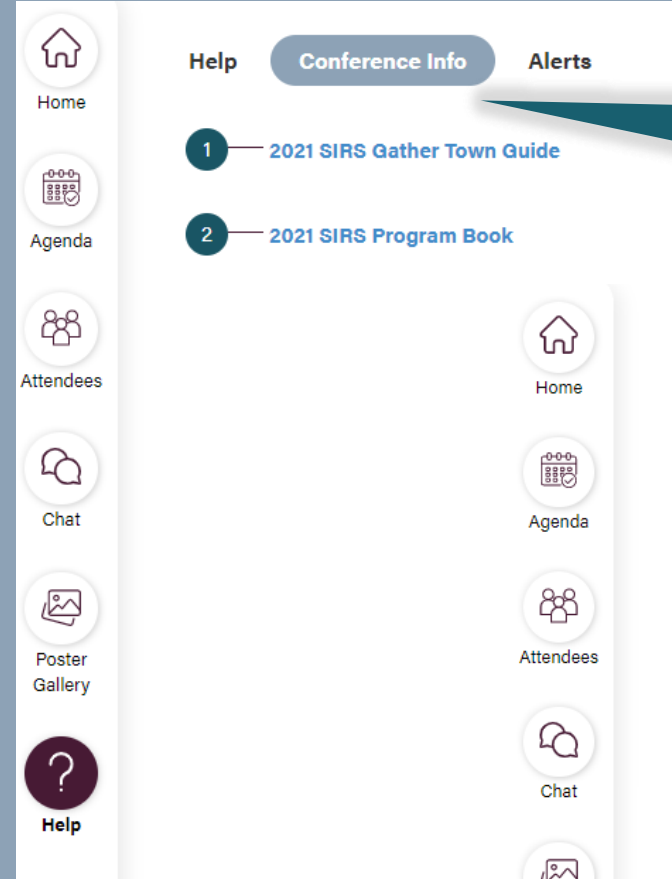 Home
Agenda
Attendees
Chat
Poster
Gallery
?
Help
Help Conference Info Alerts
1 2021 SIRS Gather Town Guide
2 2021 SIRS Program Book
Home
Agenda
Attendees
Chat